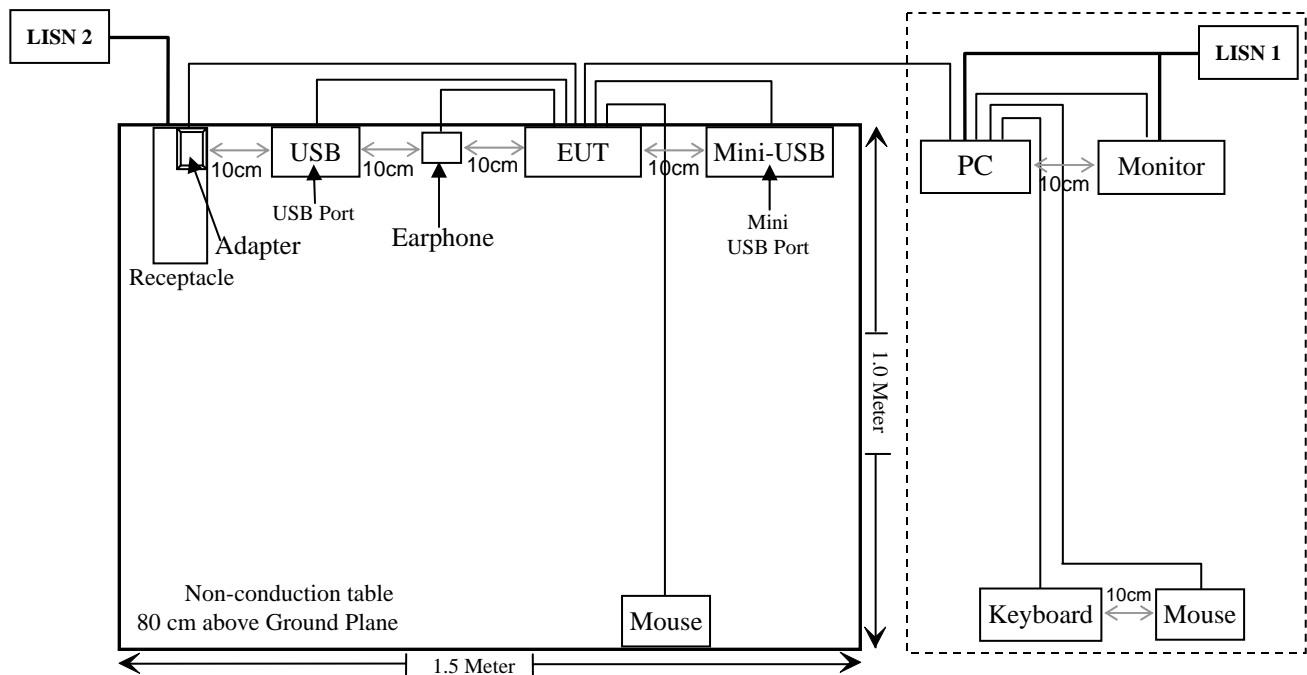 LISN 2
LISN 1
USB
EUT
Mini-USB
PC
Monitor
10cm
10cm
10cm
10cm
10cm
USB Port
Mini
USB Port
Adapter
Earphone
Receptacle
1.0 Meter
Non-conduction table
80 cm above Ground Plane
Mouse
Keyboard
10cm
Mouse
1.5 Meter